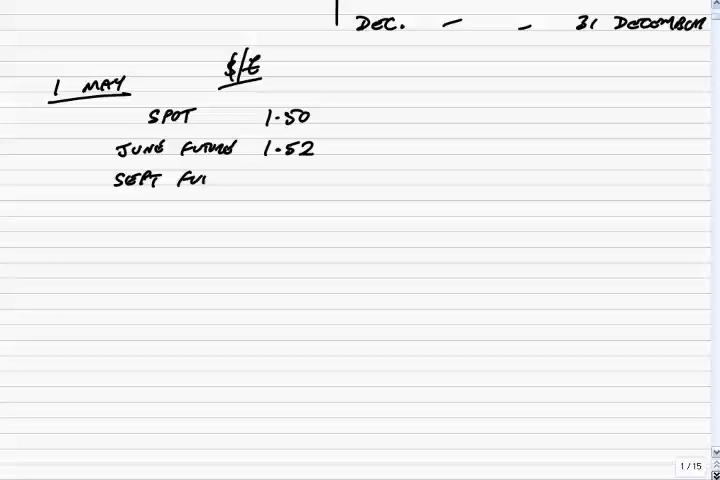 DEC. - - 31 DECEMBER
$/£
1 MAY
SPOT 1.50
JUNE FUTURE 1.52
SEPT FU
1 / 15